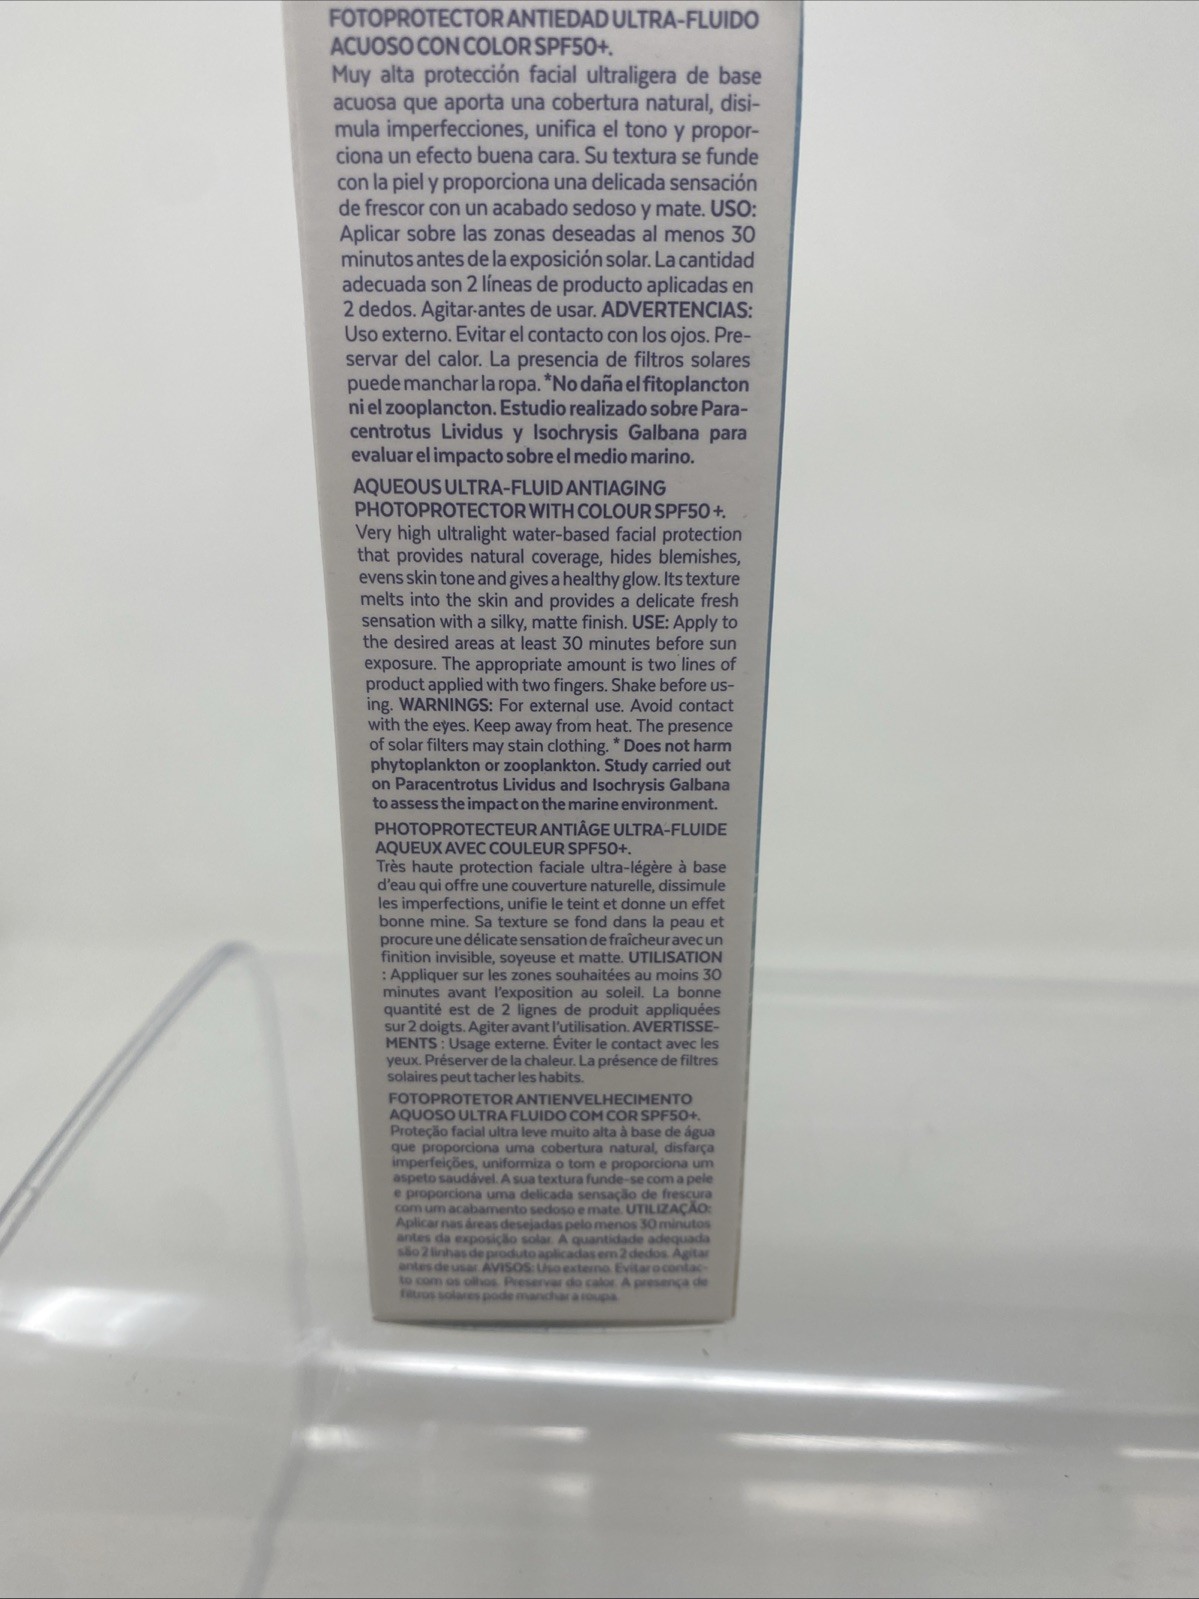 FOTOPROTECTOR ANTIEDAD ULTRA-FLUIDO
ACUOSO CON COLOR SPF50+.
Muy alta protección facial ultraligera de base
acuosa que aporta una cobertura natural, disi-
mula imperfecciones, unifica el tono y propor-
ciona un efecto buena cara. Su textura se funde
con la piel y proporciona una delicada sensación
de frescor con un acabado sedoso y mate. USO:
Aplicar sobre las zonas deseadas al menos 30
minutos antes de la exposición solar. La cantidad
adecuada son 2 líneas de producto aplicadas en
2 dedos. Agitar antes de usar. ADVERTENCIAS:
Uso externo. Evitar el contacto con los ojos. Pre-
servar del calor. La presencia de filtros solares
puede manchar la ropa. *No daña el fitoplancton
ni el zooplancton. Estudio realizado sobre Para-
centrotus Lividus y Isochrysis Galbana para
evaluar el impacto sobre el medio marino.
AQUEOUS ULTRA-FLUID ANTIAGING
PHOTOPROTECTOR WITH COLOUR SPF50+.
Very high ultralight water-based facial protection
that provides natural coverage, hides blemishes,
evens skin tone and gives a healthy glow. Its texture
melts into the skin and provides a delicate fresh
sensation with a silky, matte finish. USE: Apply to
the desired areas at least 30 minutes before sun
exposure. The appropriate amount is two lines of
product applied with two fingers. Shake before us-
ing. WARNINGS: For external use. Avoid contact
with the eyes. Keep away from heat. The presence
of solar filters may stain clothing. * Does not harm
phytoplankton or zooplankton. Study carried out
on Paracentrotus Lividus and Isochrysis Galbana
to assess the impact on the marine environment.
PHOTOPROTECTEUR ANTIÂGE ULTRA-FLUIDE
AQUEUX AVEC COULEUR SPF50+.
Très haute protection faciale ultra-légère à base
d'eau qui offre une couverture naturelle, dissimule
les imperfections, unifie le teint et donne un effet
bonne mine. Sa texture se fond dans la peau et
procure une délicate sensation de fraîcheur avec un
finition invisible, soyeuse et matte. UTILISATION
: Appliquer sur les zones souhaitées au moins 30
minutes avant l'exposition au soleil. La bonne
quantité est de 2 lignes de produit appliquées
sur 2 doigts. Agiter avant l'utilisation. AVERTISSE-
MENTS : Usage externe. Éviter le contact avec les
yeux. Préserver de la chaleur. La présence de filtres
solaires peut tacher les habits.
FOTOPROTETOR ANTIENVELHECIMENTO
AQUOSO ULTRA FLUIDO COM COR SPF50+.
Proteção facial ultra leve muito alta à base de água
que proporciona uma cobertura natural, disfarça
imperfeições, uniformiza o tom e proporciona um
aspeto saudável. A sua textura funde-se com a pele
e proporciona uma delicada sensação de frescura
com um acabamento sedoso e mate. UTILIZAÇÃO:
Aplicar nas áreas desejadas pelo menos 30 minutos
antes da exposição solar. A quantidade adequada
são 2 linhas de produto aplicadas em 2 dedos. Agitar
antes de usar. AVISOS: Uso externo. Evitar o contac-
to com os olhos. Preservar do calor. A presença de
filtros solares pode manchar a roupa.